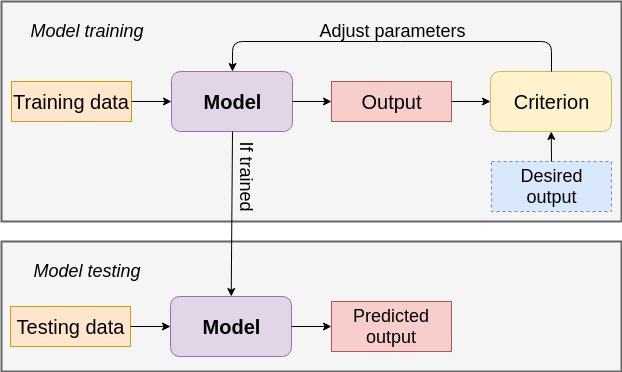 Model training
Adjust parameters
Training data
Model
Output
Criterion
If trained
Desired
output
Model testing
Testing data
Model
Predicted
output